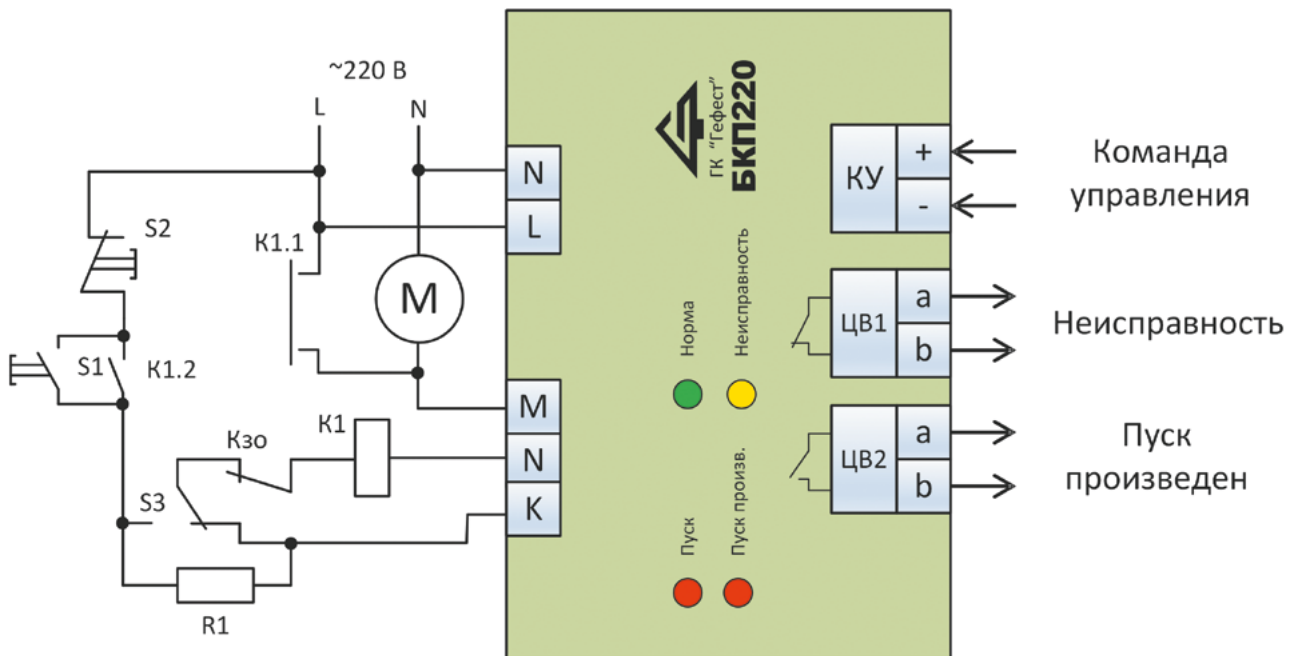 ~220 В
L
N
S2
К1.1
M
S1
К1.2
К1
Кзо
S3
R1
N
L
M
N
K
ГК "Гефест"
БКП220
Норма
Неисправность
Пуск
Пуск произв.
КУ
+
-
Команда
управления
ЦВ1
a
b
Неисправность
ЦВ2
a
b
Пуск
произведен